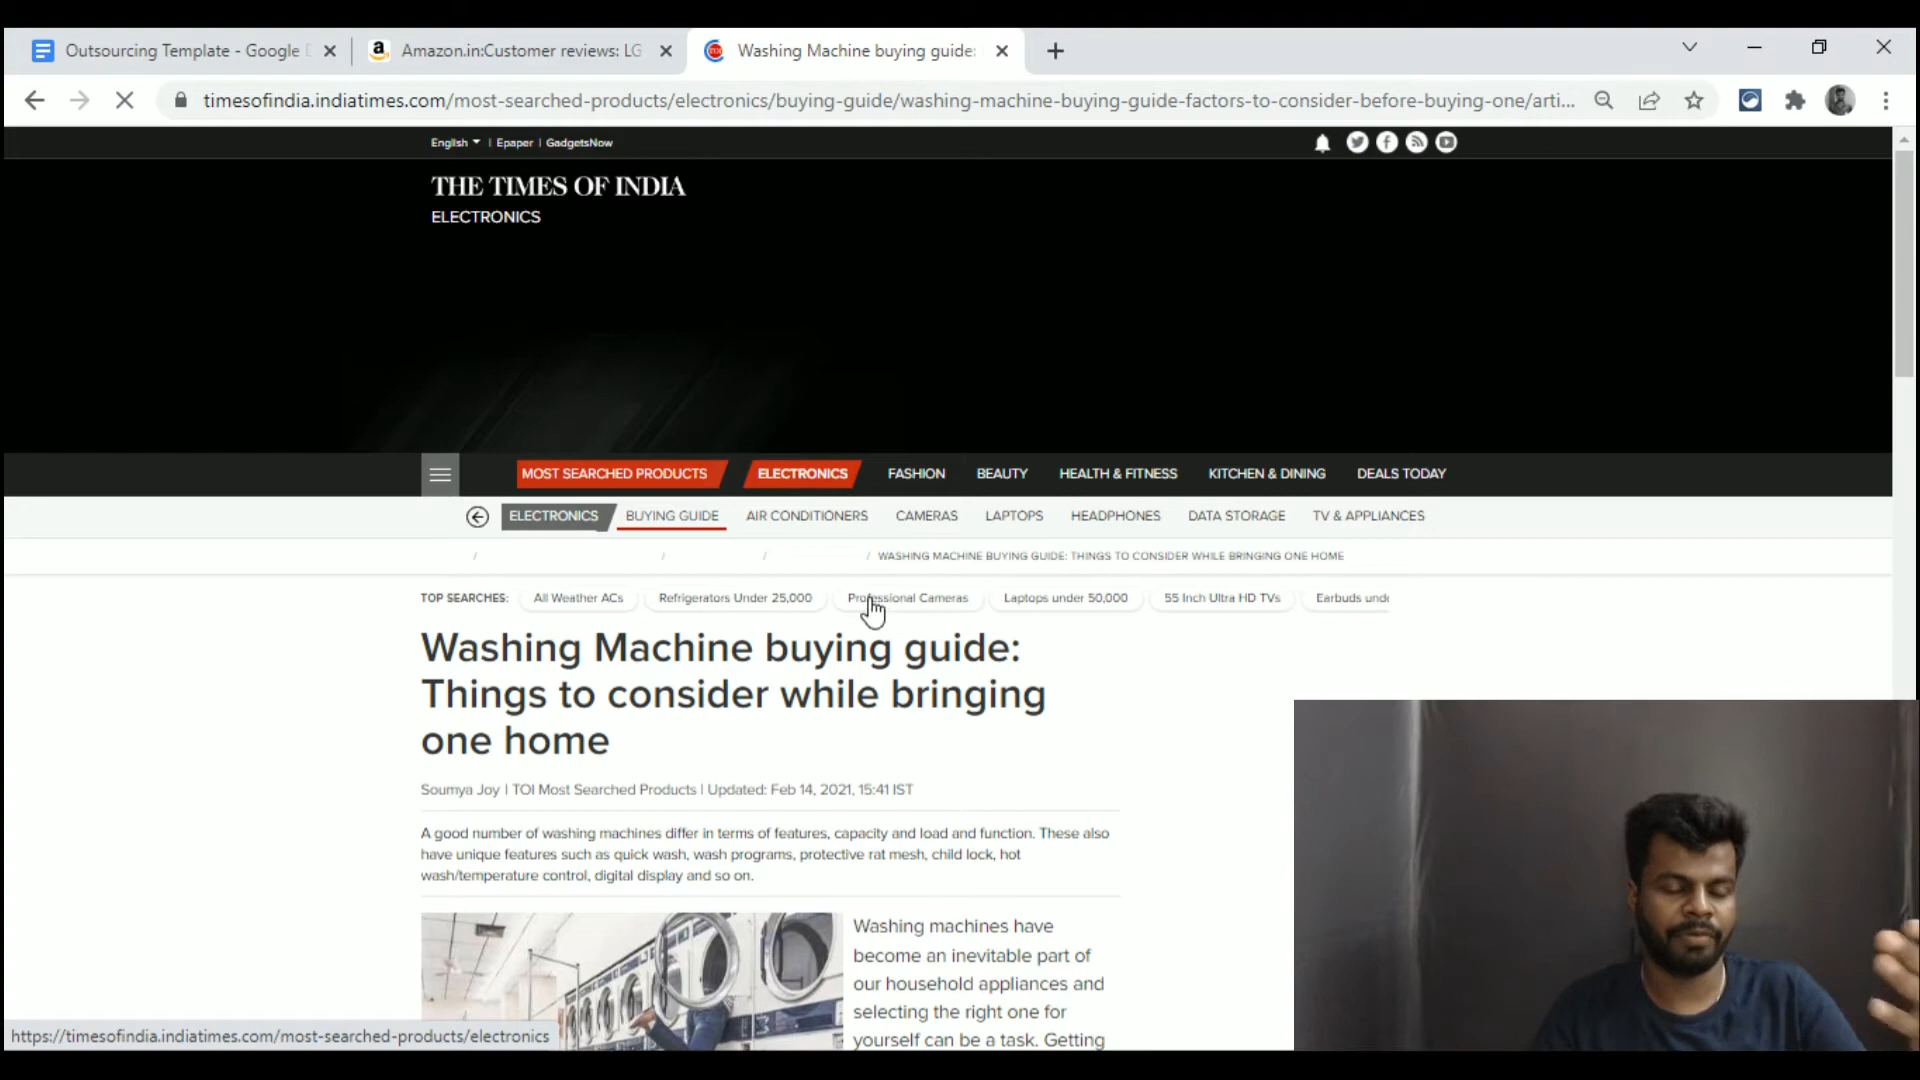 Outsourcing Template - Google D
Amazon.in:Customer reviews: LG
Washing Machine buying guide:
timesofindia.indiatimes.com/most-searched-products/electronics/buying-guide/washing-machine-buying-guide-factors-to-consider-before-buying-one/arti...
English | Epaper | GadgetsNow
THE TIMES OF INDIA
ELECTRONICS
MOST SEARCHED PRODUCTS ELECTRONICS FASHION BEAUTY HEALTH & FITNESS KITCHEN & DINING DEALS TODAY
ELECTRONICS BUYING GUIDE AIR CONDITIONERS CAMERAS LAPTOPS HEADPHONES DATA STORAGE TV & APPLIANCES
/ / / / WASHING MACHINE BUYING GUIDE: THINGS TO CONSIDER WHILE BRINGING ONE HOME
TOP SEARCHES: All Weather ACs Refrigerators Under 25,000 Professional Cameras Laptops under 50,000 55 Inch Ultra HD TVs Earbuds unde
Washing Machine buying guide:
Things to consider while bringing
one home
Soumya Joy | TOI Most Searched Products | Updated: Feb 14, 2021, 15:41 IST
A good number of washing machines differ in terms of features, capacity and load and function. These also
have unique features such as quick wash, wash programs, protective rat mesh, child lock, hot
wash/temperature control, digital display and so on.
Washing machines have
become an inevitable part of
our household appliances and
selecting the right one for
yourself can be a task. Getting
https://timesofindia.indiatimes.com/most-searched-products/electronics